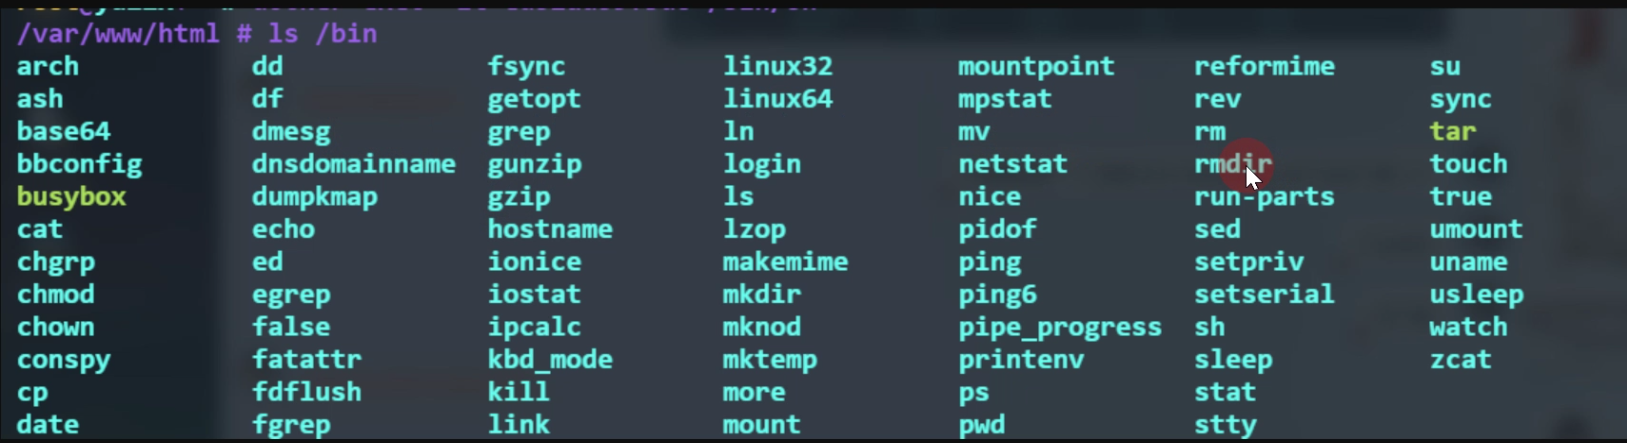 /var/www/html # ls /bin
arch dd fsync linux32 mountpoint reformime su
ash df getopt linux64 mpstat rev sync
base64 dmesg grep ln mv rm tar
bbconfig dnsdomainname gunzip login netstat rmdir touch
busybox dumpkmap gzip ls nice run-parts true
cat echo hostname lzop pidof sed umount
chgrp ed ionice makemime ping setpriv uname
chmod egrep iostat mkdir ping6 setserial usleep
chown false ipcalc mknod pipe_progress sh watch
conspy fatattr kbd_mode mktemp printenv sleep zcat
cp fdflush kill more ps stat
date fgrep link mount pwd stty